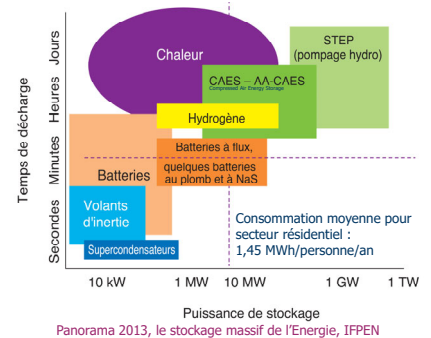 Temps de décharge
Secondes
Minutes
Heures
Jours
Chaleur
STEP
(pompage hydro)
CAES – AA-CAES
Compressed Air Energy Storage
Hydrogène
Batteries
Batteries à flux,
quelques batteries
au plomb et à NaS
Volants
d'inertie
Supercondensateurs
Consommation moyenne pour
secteur résidentiel :
1,45 MWh/personne/an
10 kW
1 MW
10 MW
1 GW
1 TW
Puissance de stockage
Panorama 2013, le stockage massif de l'Energie, IFPEN